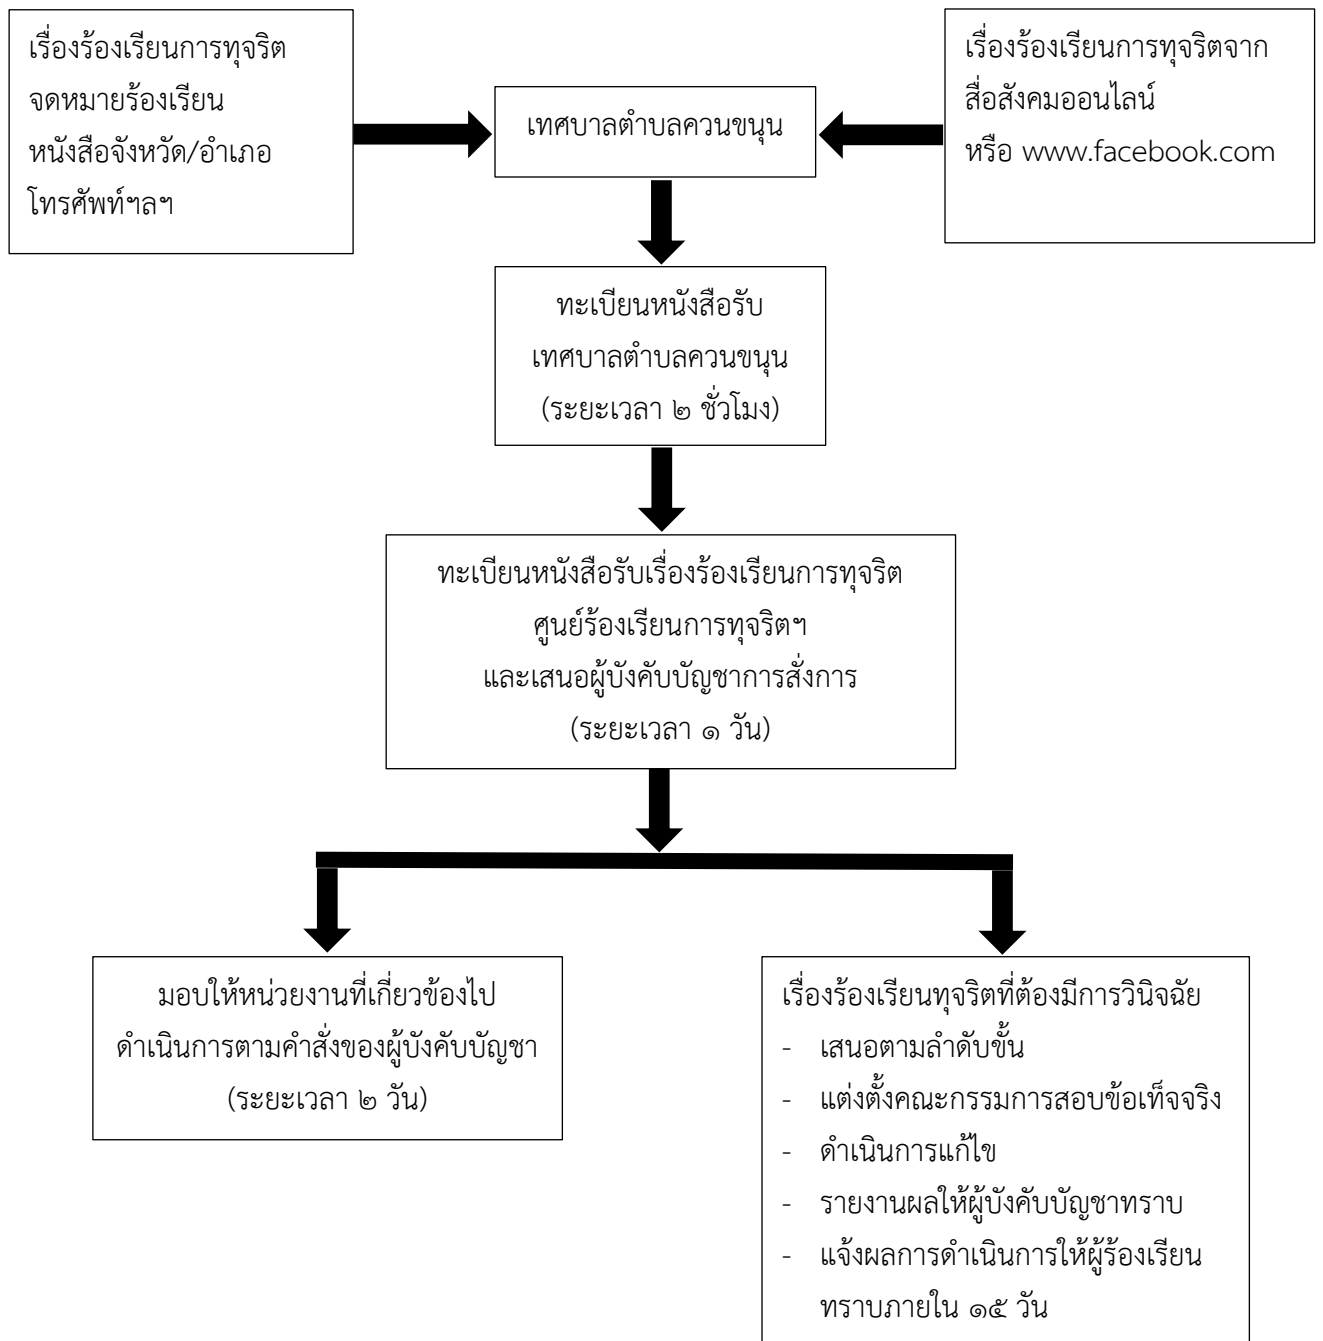 เรื่องร้องเรียนการทุจริต
จดหมายร้องเรียน
หนังสือจังหวัด/อำเภอ
โทรศัพท์ฯลฯ
เทศบาลตำบลควนขนุน
เรื่องร้องเรียนการทุจริตจาก
สื่อสังคมออนไลน์
หรือ www.facebook.com
ทะเบียนหนังสือรับ
เทศบาลตำบลควนขนุน
(ระยะเวลา ๒ ชั่วโมง)
ทะเบียนหนังสือรับเรื่องร้องเรียนการทุจริต
ศูนย์ร้องเรียนการทุจริตฯ
และเสนอผู้บังคับบัญชาการสั่งการ
(ระยะเวลา ๑ วัน)
มอบให้หน่วยงานที่เกี่ยวข้องไป
ดำเนินการตามคำสั่งของผู้บังคับบัญชา
(ระยะเวลา ๒ วัน)
เรื่องร้องเรียนทุจริตที่ต้องมีการวินิจฉัย
- เสนอตามลำดับขั้น
- แต่งตั้งคณะกรรมการสอบข้อเท็จจริง
- ดำเนินการแก้ไข
- รายงานผลให้ผู้บังคับบัญชาทราบ
- แจ้งผลการดำเนินการให้ผู้ร้องเรียน
ทราบภายใน ๑๕ วัน